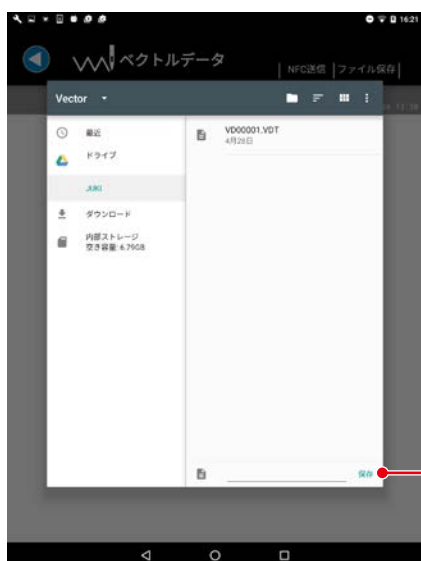 16:21
ベクトルデータ
NFC送信
ファイル保存
Vector
最近
ドライブ
JUKI
ダウンロード
内部ストレージ
空き容量: 6.79GB
VD00001.VDT
4月28日
保存